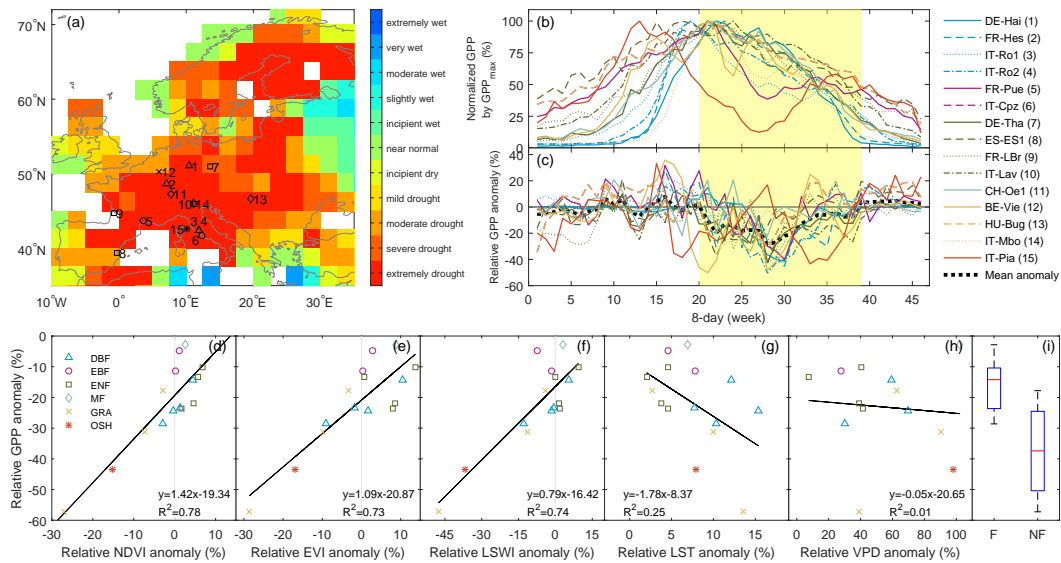 (a)
72°N
60°N
50°N
40°N
10°W
0°
10°E
20°E
30°E
1
7
12
2
11
13
10
14
9
5
3,4
15
6
8
extremely wet
very wet
moderate wet
slightly wet
incipient wet
near normal
incipient dry
mild drought
moderate drought
severe drought
extremely drought
(b)
Normalized GPP
by GPPmax (%)
100
75
50
25
0
(c)
Relative GPP anomaly (%)
40
20
0
-20
-40
-60
0
10
20
30
40
8-day (week)
DE-Hai (1)
FR-Hes (2)
IT-Ro1 (3)
IT-Ro2 (4)
FR-Pue (5)
IT-Cpz (6)
DE-Tha (7)
ES-ES1 (8)
FR-LBr (9)
IT-Lav (10)
CH-Oe1 (11)
BE-Vie (12)
HU-Bug (13)
IT-Mbo (14)
IT-Pia (15)
Mean anomaly
Relative GPP anomaly (%)
0
-10
-20
-30
-40
-50
-60
(d)
DBF
EBF
ENF
MF
GRA
OSH
y=1.42x-19.34
R²=0.78
-30
-20
-10
0
10
Relative NDVI anomaly (%)
(e)
y=1.09x-20.87
R²=0.73
-30
-20
-10
0
10
Relative EVI anomaly (%)
(f)
y=0.79x-16.42
R²=0.74
-45
-30
-15
0
15
Relative LSWI anomaly (%)
(g)
y=-1.78x-8.37
R²=0.25
0
5
10
15
Relative LST anomaly (%)
(h)
y=-0.05x-20.65
R²=0.01
0
20
40
60
80
100
Relative VPD anomaly (%)
(i)
F
NF